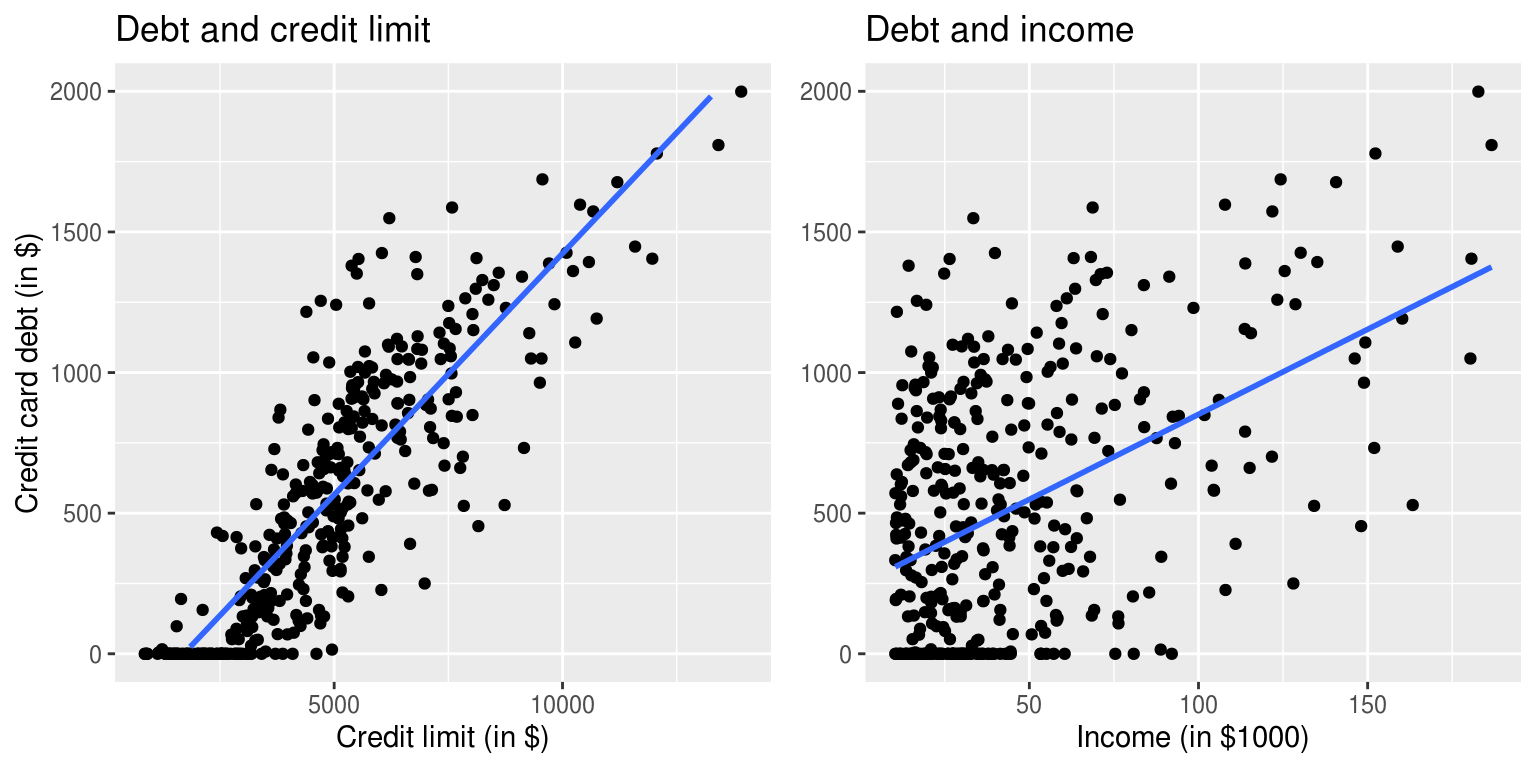 Debt and credit limit
2000
1500
1000
500
0
5000 10000
Credit limit (in $)
Credit card debt (in $)
Debt and income
2000
1500
1000
500
0
50 100 150
Income (in $1000)